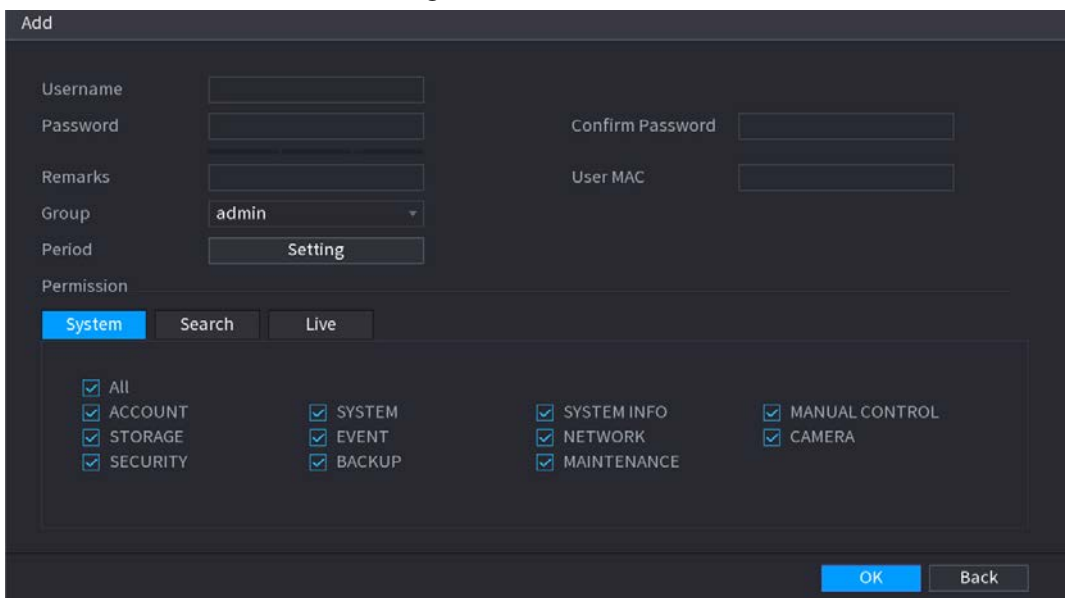 Add
Username
Password Confirm Password
Remarks User MAC
Group admin
Period Setting
Permission
System Search Live
All
ACCOUNT SYSTEM SYSTEM INFO MANUAL CONTROL
STORAGE EVENT NETWORK CAMERA
SECURITY BACKUP MAINTENANCE
OK Back